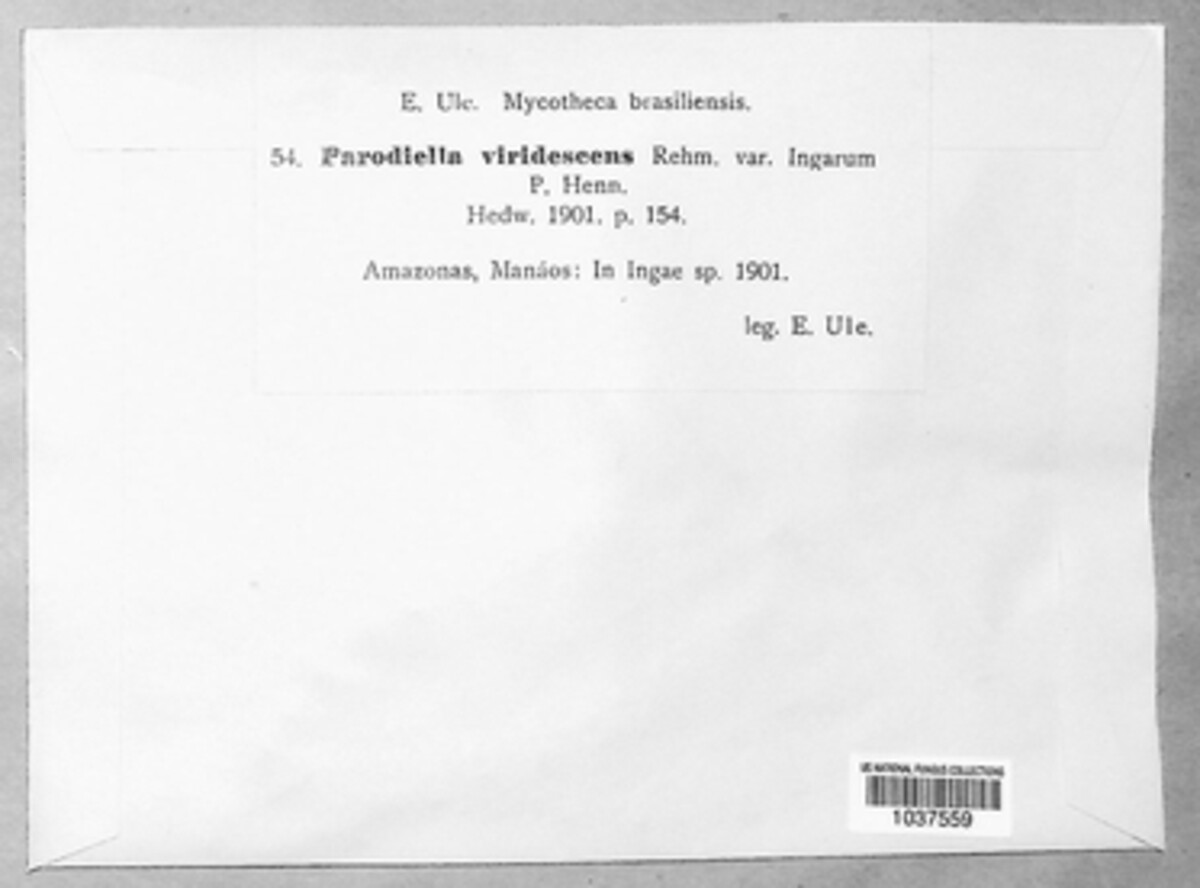 E. Ule. Mycotheca brasiliensis.
54. Parodiella viridescens Rehm. var. Ingarum
P. Henn.
Hedw. 1901. p. 154.
Amazonas, Manáos: In Ingae sp. 1901.
leg. E. Ule.
US NATIONAL FUNGUS COLLECTIONS
1037559